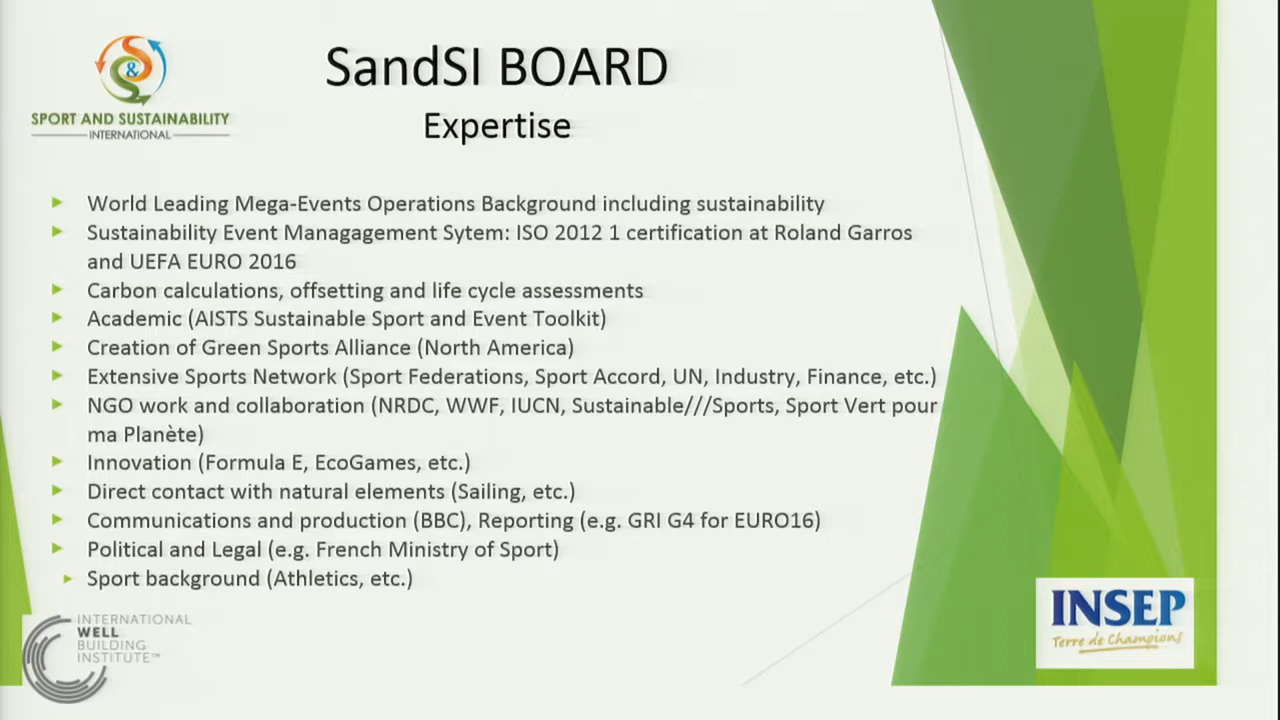 SandSI BOARD
Expertise
S&S
SPORT AND SUSTAINABILITY
INTERNATIONAL
World Leading Mega-Events Operations Background including sustainability
Sustainability Event Managagement Sytem: ISO 2012 1 certification at Roland Garros
and UEFA EURO 2016
Carbon calculations, offsetting and life cycle assessments
Academic (AISTS Sustainable Sport and Event Toolkit)
Creation of Green Sports Alliance (North America)
Extensive Sports Network (Sport Federations, Sport Accord, UN, Industry, Finance, etc.)
NGO work and collaboration (NRDC, WWF, IUCN, Sustainable///Sports, Sport Vert pour
ma Planète)
Innovation (Formula E, EcoGames, etc.)
Direct contact with natural elements (Sailing, etc.)
Communications and production (BBC), Reporting (e.g. GRI G4 for EURO16)
Political and Legal (e.g. French Ministry of Sport)
Sport background (Athletics, etc.)
INTERNATIONAL
WELL
BUILDING
INSTITUTE™
INSEP
Terre de Champions